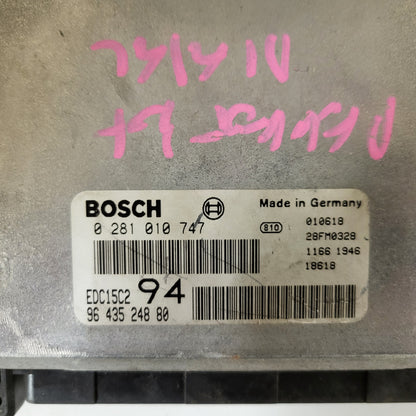 BOSCH
Made in Germany
0 281 010 747
810
010618
28FM0328
1166 1946
18618
EDC15C2 94
96 435 248 80